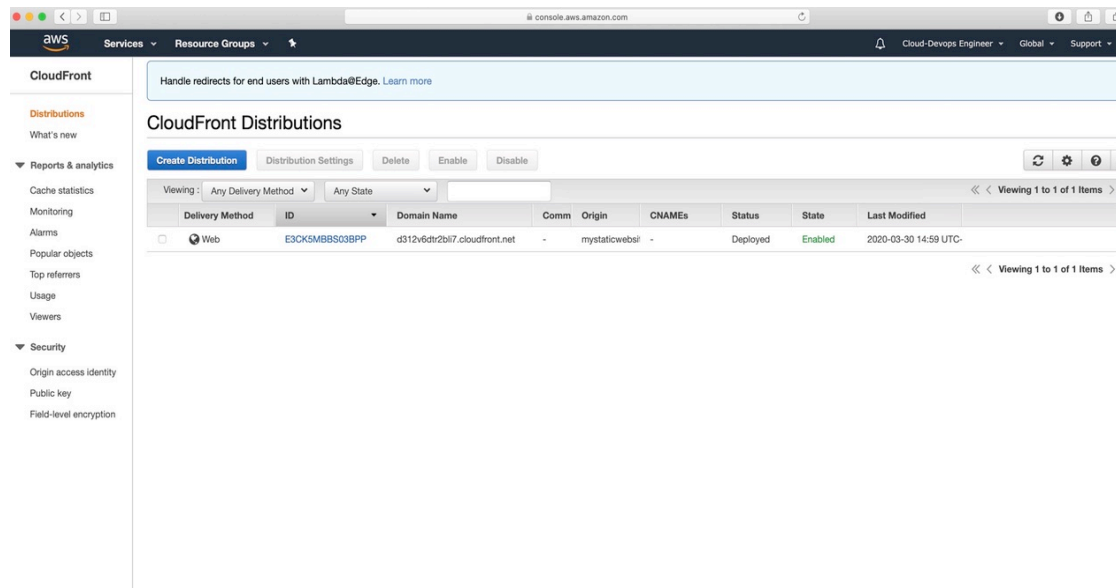 console.aws.amazon.com
aws Services Resource Groups Cloud-Devops Engineer Global Support
CloudFront
Distributions
What's new
Reports & analytics
Cache statistics
Monitoring
Alarms
Popular objects
Top referrers
Usage
Viewers
Security
Origin access identity
Public key
Field-level encryption
Handle redirects for end users with Lambda@Edge. Learn more
CloudFront Distributions
Create Distribution Distribution Settings Delete Enable Disable
Viewing : Any Delivery Method Any State Viewing 1 to 1 of 1 Items
Delivery Method ID Domain Name Comm Origin CNAMEs Status State Last Modified
Web E3CK5MBBS03BPP d312v6dtr2bli7.cloudfront.net - mystaticwebsi - Deployed Enabled 2020-03-30 14:59 UTC-
Viewing 1 to 1 of 1 Items